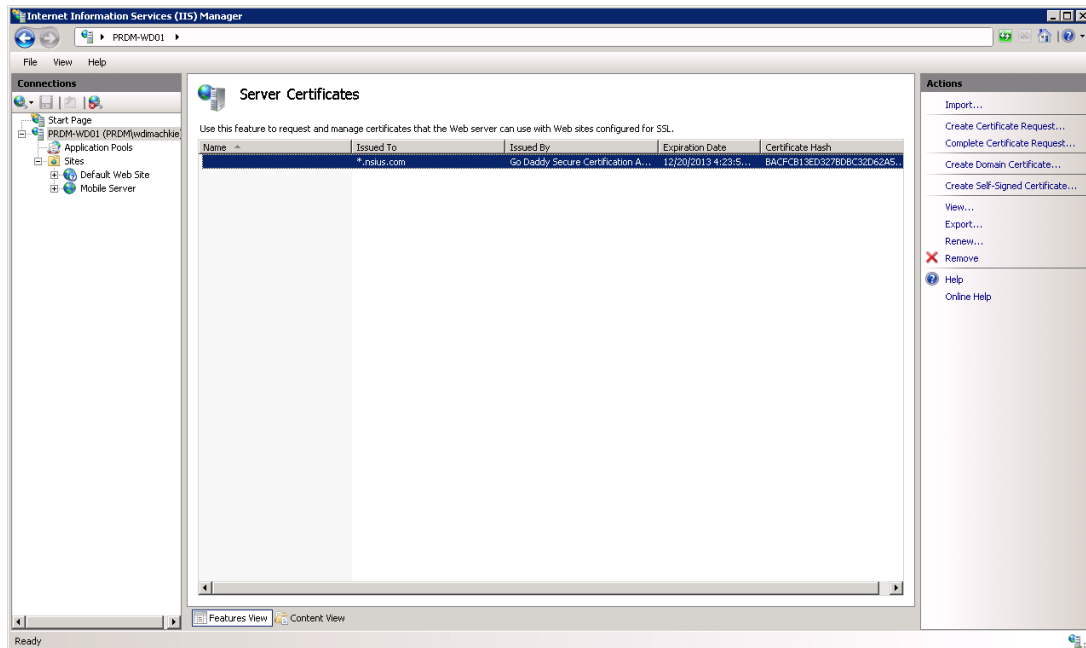 Internet Information Services (IIS) Manager
PRDM-WD01
File View Help
Connections
Start Page
PRDM-WD01 (PRDM\wdimachkie)
Application Pools
Sites
Default Web Site
Mobile Server
Server Certificates
Use this feature to request and manage certificates that the Web server can use with Web sites configured for SSL.
Name Issued To Issued By Expiration Date Certificate Hash
*.nsius.com Go Daddy Secure Certification A... 12/20/2013 4:23:5... BACFCB13ED327BDBC32D62A5...
Features View Content View
Actions
Import...
Create Certificate Request...
Complete Certificate Request...
Create Domain Certificate...
Create Self-Signed Certificate...
View...
Export...
Renew...
Remove
Help
Online Help
Ready